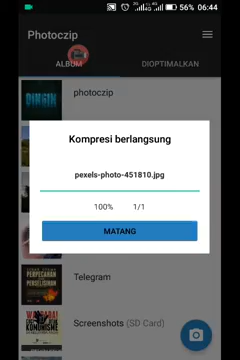 56% 06:44
Photoczip
ALBUM DIOPTIMALKAN
photoczip
Kompresi berlangsung
pexels-photo-451810.jpg
100% 1/1
MATANG
Telegram
Screenshots (SD Card)